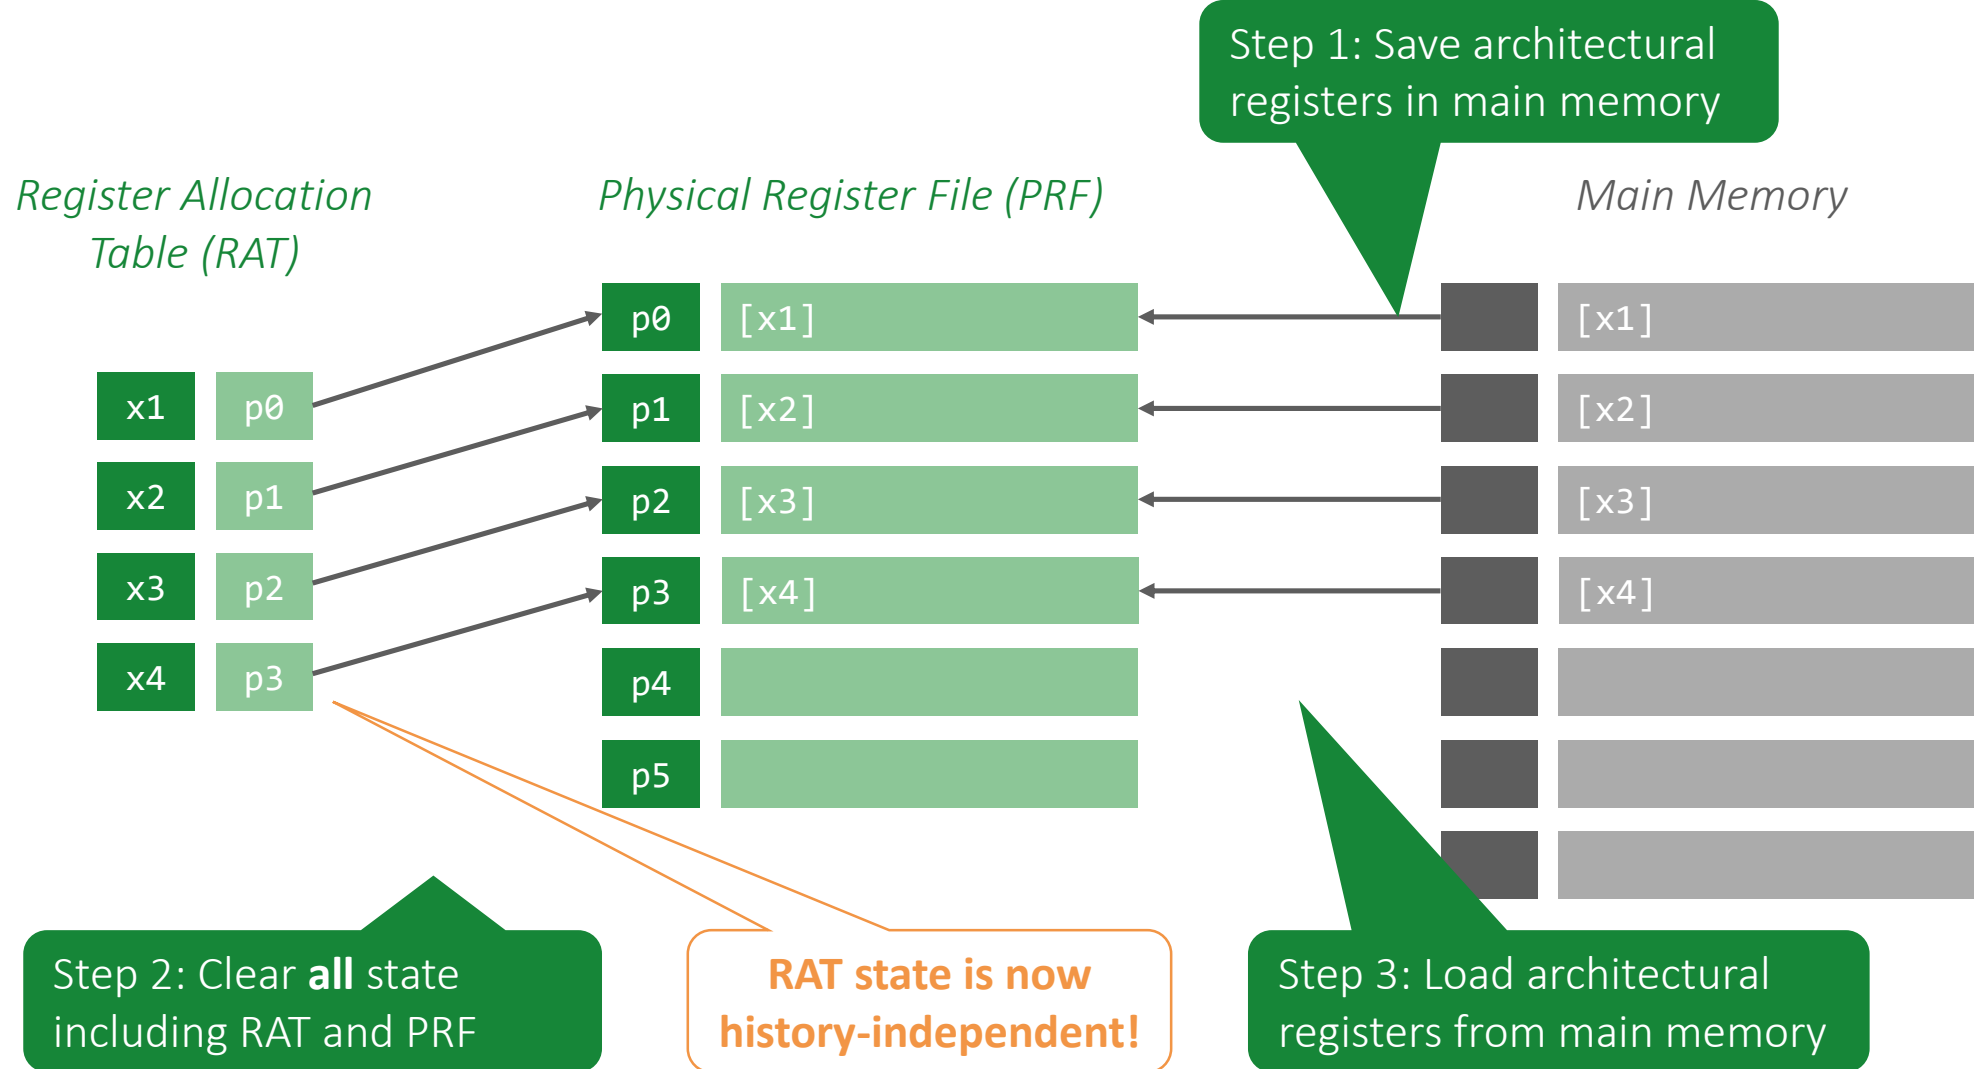 Step 1: Save architectural
registers in main memory
Register Allocation
Table (RAT)
Physical Register File (PRF)
Main Memory
p0 [x1] [x1]
x1 p0
p1 [x2] [x2]
x2 p1
p2 [x3] [x3]
x3 p2
p3 [x4] [x4]
x4 p3
p4
p5
Step 2: Clear all state
including RAT and PRF
RAT state is now
history-independent!
Step 3: Load architectural
registers from main memory